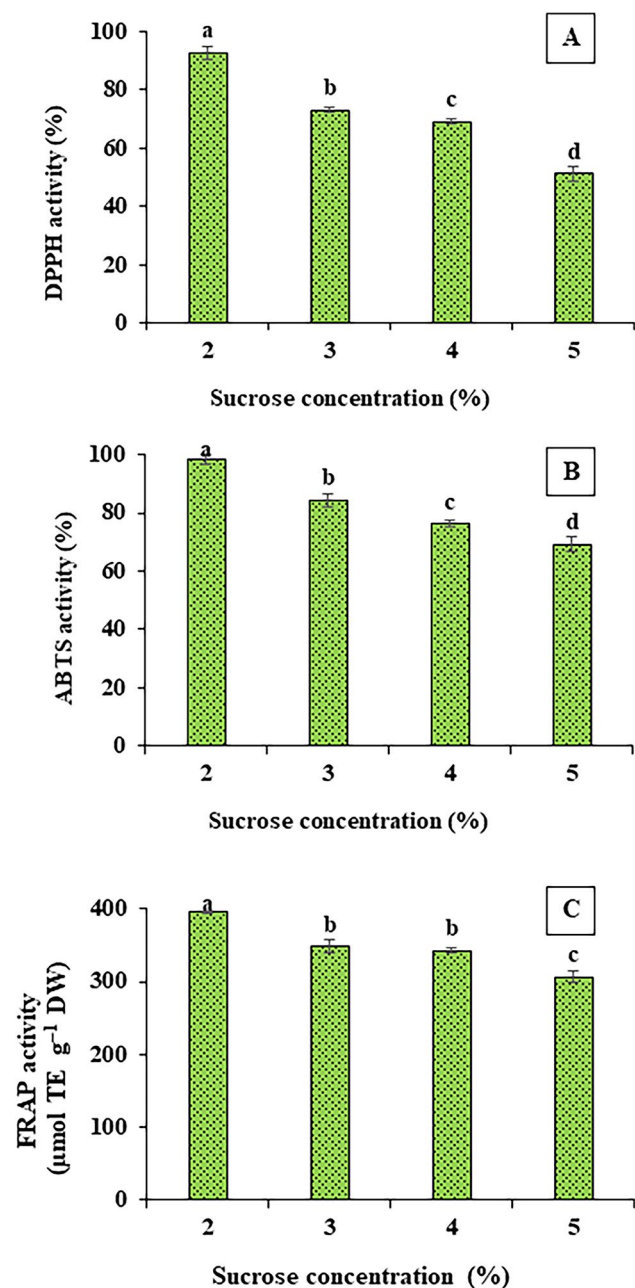 A
DPPH activity (%)
100
80
60
40
20
0
a
b
c
d
2 3 4 5
Sucrose concentration (%)
B
ABTS activity (%)
100
80
60
40
20
0
a
b
c
d
2 3 4 5
Sucrose concentration (%)
C
FRAP activity
(µmol TE g⁻¹ DW)
400
300
200
100
0
a
b
b
c
2 3 4 5
Sucrose concentration (%)